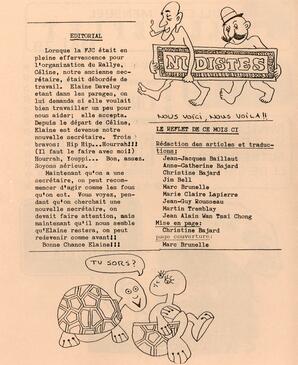 EDITORIAL
Lorsque la FJC était en
pleine effervescence pour
l'organisation du Rallye,
Céline, notre ancienne secré-
taire, était débordée de
travail. Elaine Daveluy
etant dans les parages, on
lui demanda si elle voulait
bien travailler un peu pour
nous aider; elle accepta.
Depuis le départ de Céline,
Elaine est devenue notre
nouvelle secrétaire. Trois
bravos: Hip Hip...Hourrah!!!
(Il faut le faire avec moi!)
Hourrah, Youppi... Bon, assez.
Soyons sérieux.
Maintenant qu'on a une
secrétaire, on peut recom-
mencer d'agir comme les fous
qu'on est. Vous voyez, pen-
dant qu'on cherchait une
nouvelle secrétaire, on
devait faire attention, mais
maintenant qu'il nous semble
qu'Elaine restera, on peut
redevenir comme avant!!
Bonne Chance Elaine!!!
NUDISTES
NOUS VOICI, NOUS VOILA!!
LE REFLET DE CE MOIS CI
Rédaction des articles et traduc-
tions:
Jean-Jacques Baillaut
Anne-Catherine Bajard
Christine Bajard
Jim Bell
Marc Brunelle
Marie Claire Lapierre
Jean-Guy Rousseau
Martin Tremblay
Jean Alain Wan Tsai Chong
Mise en page:
Christine Bajard
page couverture:
Marc Brunelle
TU SORS?